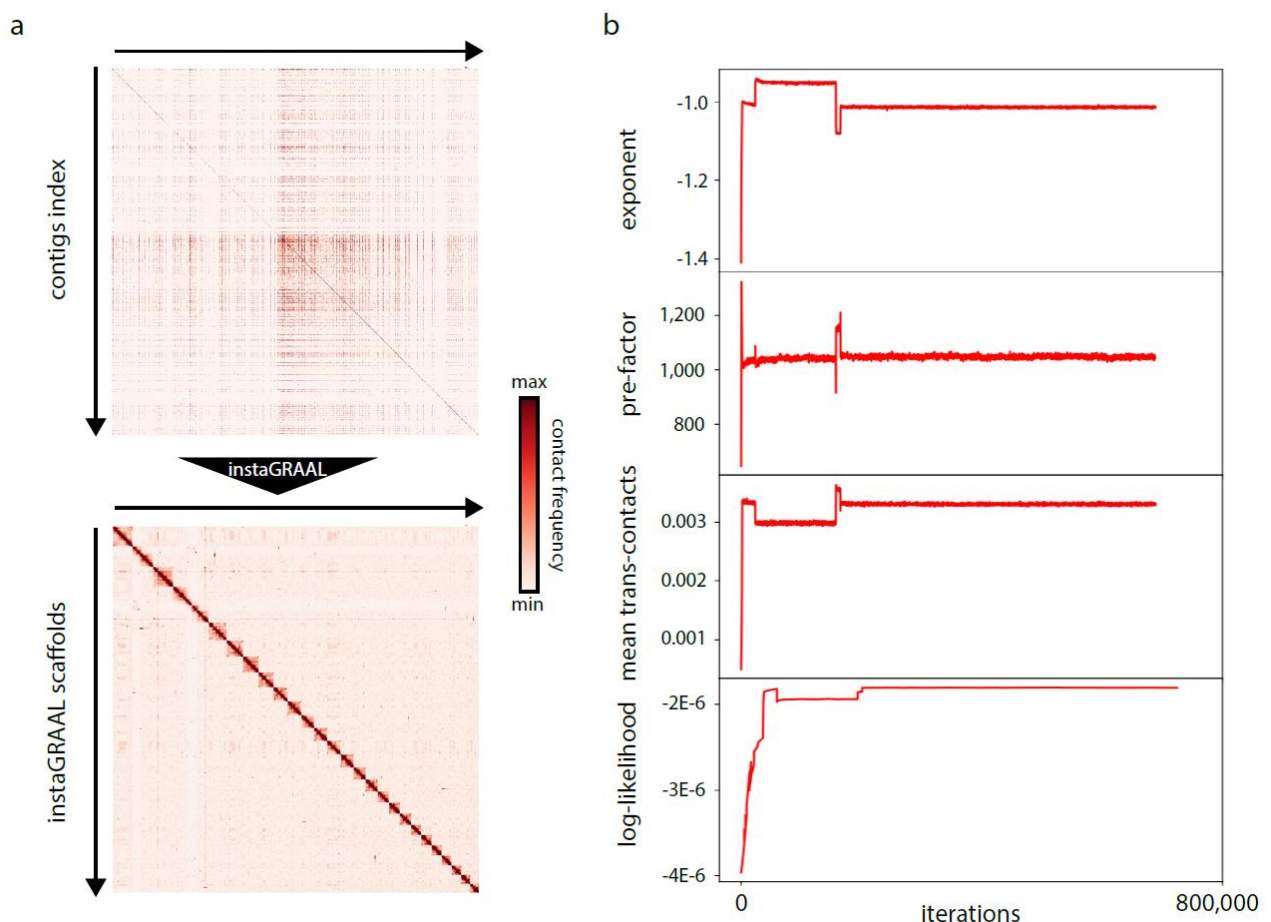 a
contigs index
instaGRAAL
max
contact frequency
min
instaGRAAL scaffolds
b
exponent
-1.0
-1.2
-1.4
pre-factor
1,200
1,000
800
mean trans-contacts
0.003
0.002
0.001
log-likelihood
-2E-6
-3E-6
-4E-6
0
800,000
iterations